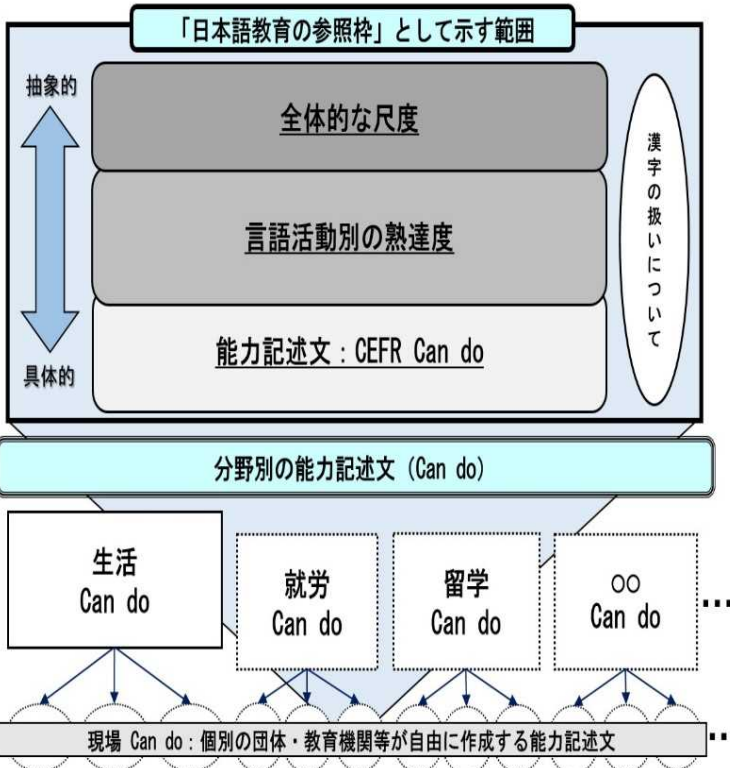 「日本語教育の参照枠」として示す範囲
抽象的
全体的な尺度
言語活動別の熟達度
能力記述文：CEFR Can do
具体的
漢字の扱いについて
分野別の能力記述文（Can do）
生活
Can do
就労
Can do
留学
Can do
○○
Can do
…
現場 Can do：個別の団体・教育機関等が自由に作成する能力記述文
…